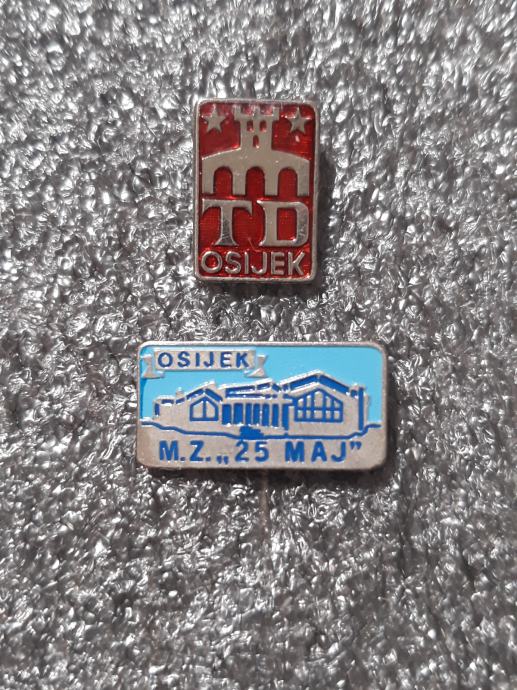 TD
OSIJEK
OSIJEK
M.Z. „25 MAJ”